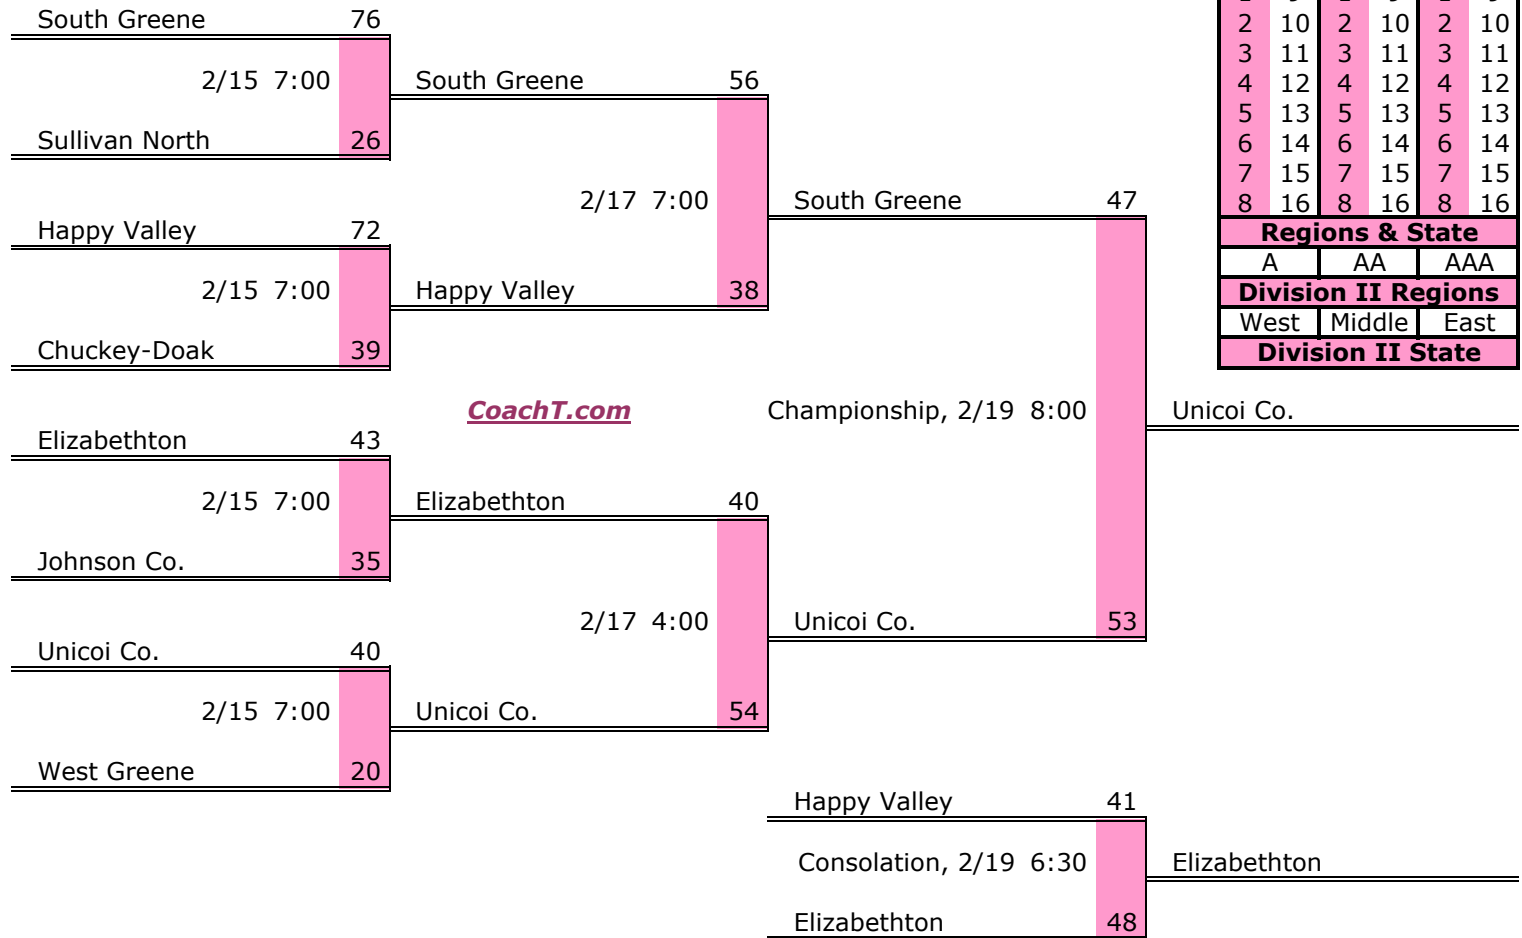 South Greene 76
2/15 7:00
Sullivan North 26
South Greene 56
Happy Valley 72
2/15 7:00
Chuckey-Doak 39
2/17 7:00
Happy Valley 38
South Greene 47
CoachT.com
Championship, 2/19 8:00
Unicoi Co.
Elizabethton 43
2/15 7:00
Johnson Co. 35
Elizabethton 40
2/17 4:00
Unicoi Co. 53
Unicoi Co. 40
2/15 7:00
West Greene 20
Unicoi Co. 54
Happy Valley 41
Consolation, 2/19 6:30
Elizabethton 48
Elizabethton
2 10 2 10 2 10
3 11 3 11 3 11
4 12 4 12 4 12
5 13 5 13 5 13
6 14 6 14 6 14
7 15 7 15 7 15
8 16 8 16 8 16
Regions & State
A AA AAA
Division II Regions
West Middle East
Division II State